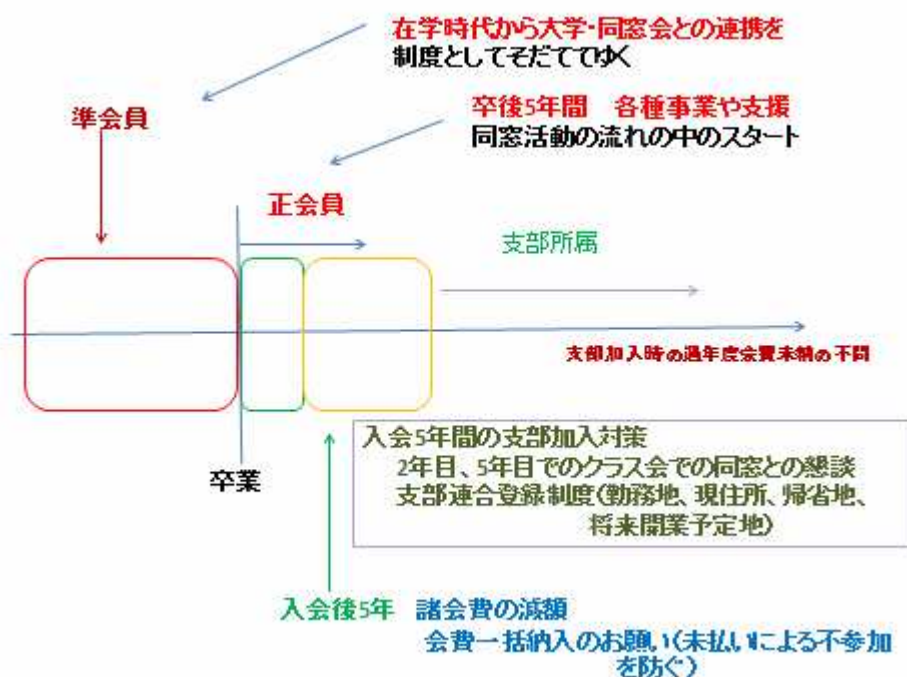 在学時代から大学・同窓会との連携を
制度としてそだててゆく
準会員
卒後5年間　各種事業や支援
同窓活動の流れの中のスタート
正会員
支部所属
支部加入時の過年度会費未納の不問
入会5年間の支部加入対策
2年目、5年目でのクラス会での同窓との懇談
支部連合登録制度(勤務地、現住所、帰省地、
将来開業予定地)
卒業
入会後5年　諸会費の減額
会費一括納入のお願い(未払いによる不参加
を防ぐ)